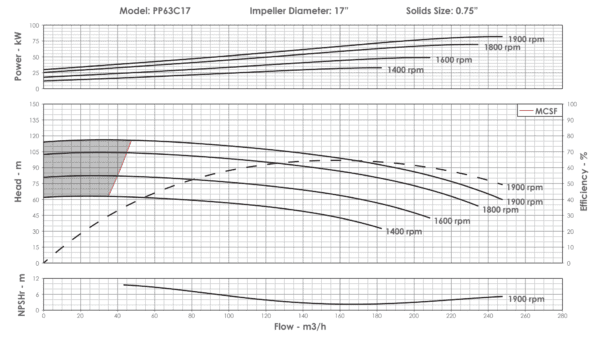 Model: PP63C17 Impeller Diameter: 17" Solids Size: 0.75"
Power - kW
100
75
50
25
0
1900 rpm
1800 rpm
1600 rpm
1400 rpm
Head - m
150
135
120
105
90
75
60
45
30
15
0
MCSF
1900 rpm
1900 rpm
1800 rpm
1600 rpm
1400 rpm
100
90
80
70
60
50
40
30
20
10
0
Efficiency - %
NPSHr - m
12
6
0
1900 rpm
0 20 40 60 80 100 120 140 160 180 200 220 240 260 280
Flow - m3/h